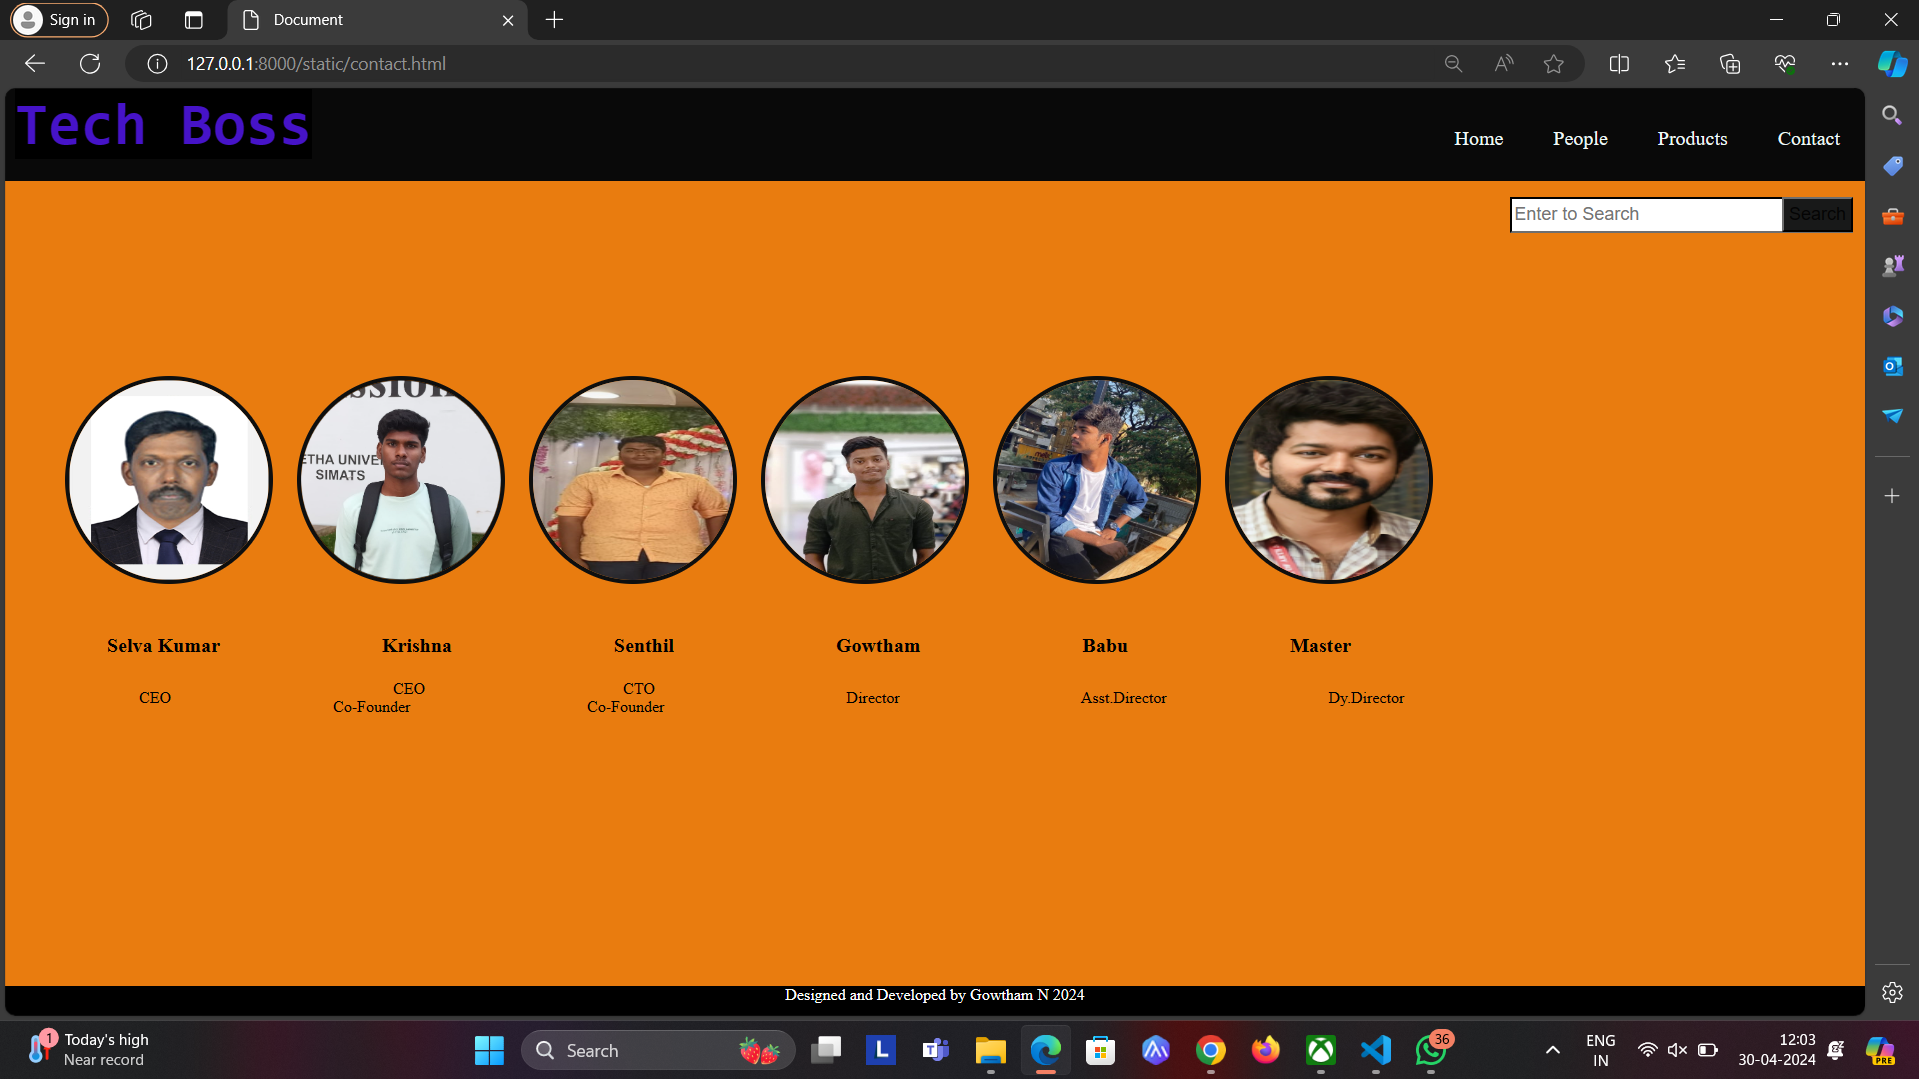 Sign in
Document
127.0.0.1:8000/static/contact.html
Tech Boss
Home People Products Contact
Enter to Search
Search
SSION
ETHA UNIVE
SIMATS
Selva Kumar Krishna Senthil Gowtham Babu Master
CEO
CEO
Co-Founder
CTO
Co-Founder
Director
Asst.Director
Dy.Director
Designed and Developed by Gowtham N 2024
1
Today's high
Near record
Search
L
36
ENG
IN
12:03
30-04-2024
PRE